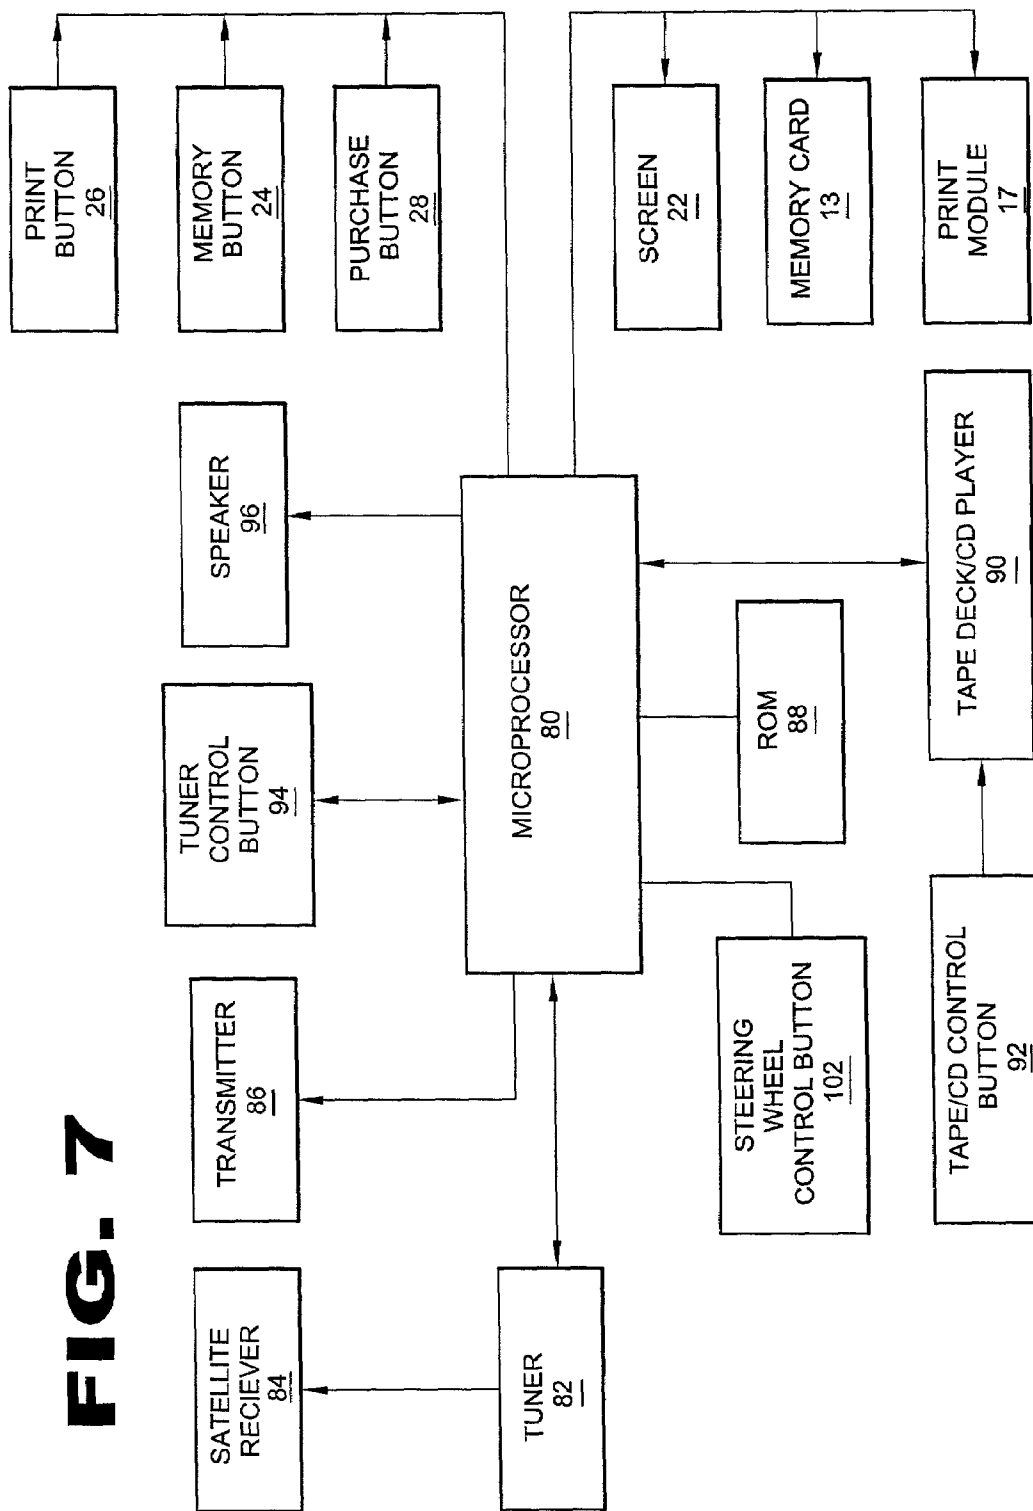 FIG. 7
SATELLITE
RECIEVER
84
TRANSMITTER
86
TUNER
CONTROL
BUTTON
94
SPEAKER
96
PRINT
BUTTON
26
MEMORY
BUTTON
24
PURCHASE
BUTTON
28
TUNER
82
MICROPROCESSOR
80
SCREEN
22
MEMORY CARD
13
PRINT
MODULE
17
STEERING
WHEEL
CONTROL BUTTON
102
ROM
88
TAPE/CD CONTROL
BUTTON
92
TAPE DECK/CD PLAYER
90